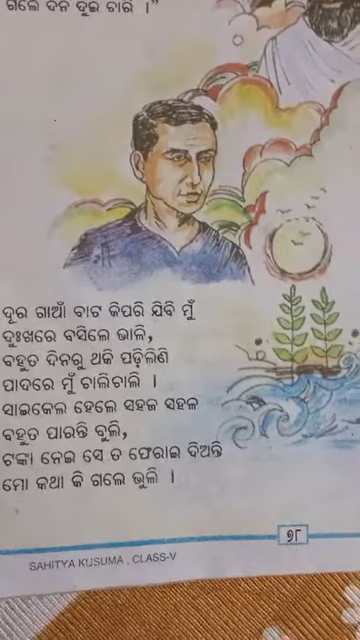 ଗଲେ ଦିନ ଦୁଇ ଚାରି ।”
ଦୂର ଗାଆଁ ବାଟ କିପରି ଯିବି ମୁଁ
ଦୁଃଖରେ ବସିଲେ ଭାଳି,
ବହୁତ ଦିନରୁ ଥକି ପଡ଼ିଲିଣି
ପାଦରେ ମୁଁ ଚାଲିଚାଲି ।
ସାଇକେଲ ହେଲେ ସହଜ ସହଳ
ବହୁତ ପାରନ୍ତି ବୁଲି,
ଟଙ୍କା ନେଇ ସେ ତ ଫେରାଇ ଦିଅନ୍ତି
ମୋ କଥା କି ଗଲେ ଭୁଲି ।
୭୮
SAHITYA KUSUMA , CLASS-V